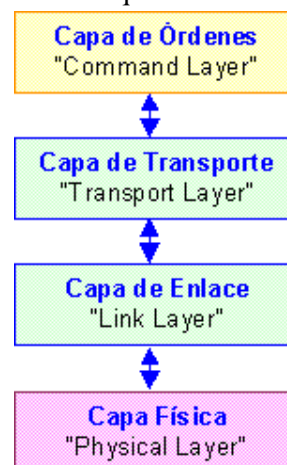 Capa de Órdenes
"Command Layer"
Capa de Transporte
"Transport Layer"
Capa de Enlace
"Link Layer"
Capa Física
"Physical Layer"